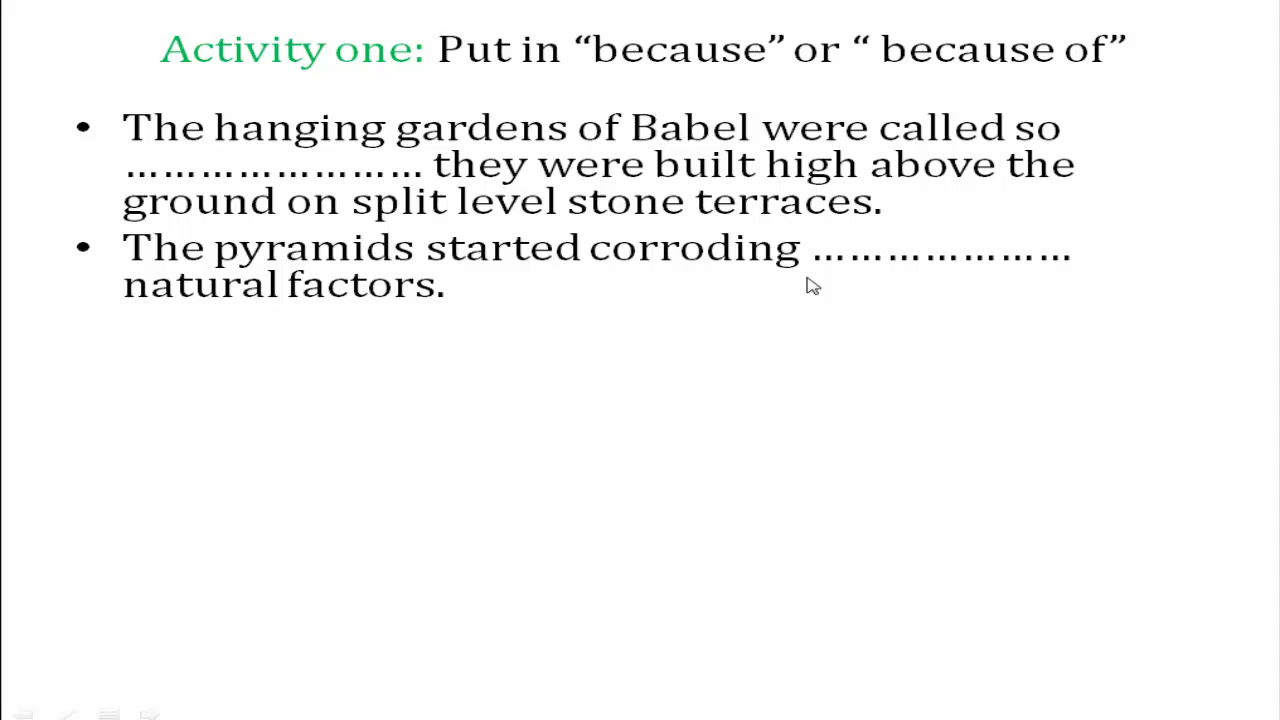 Activity one: Put in “because” or “ because of”
• The hanging gardens of Babel were called so
…………………… they were built high above the
ground on split level stone terraces.
• The pyramids started corroding …………………
natural factors.